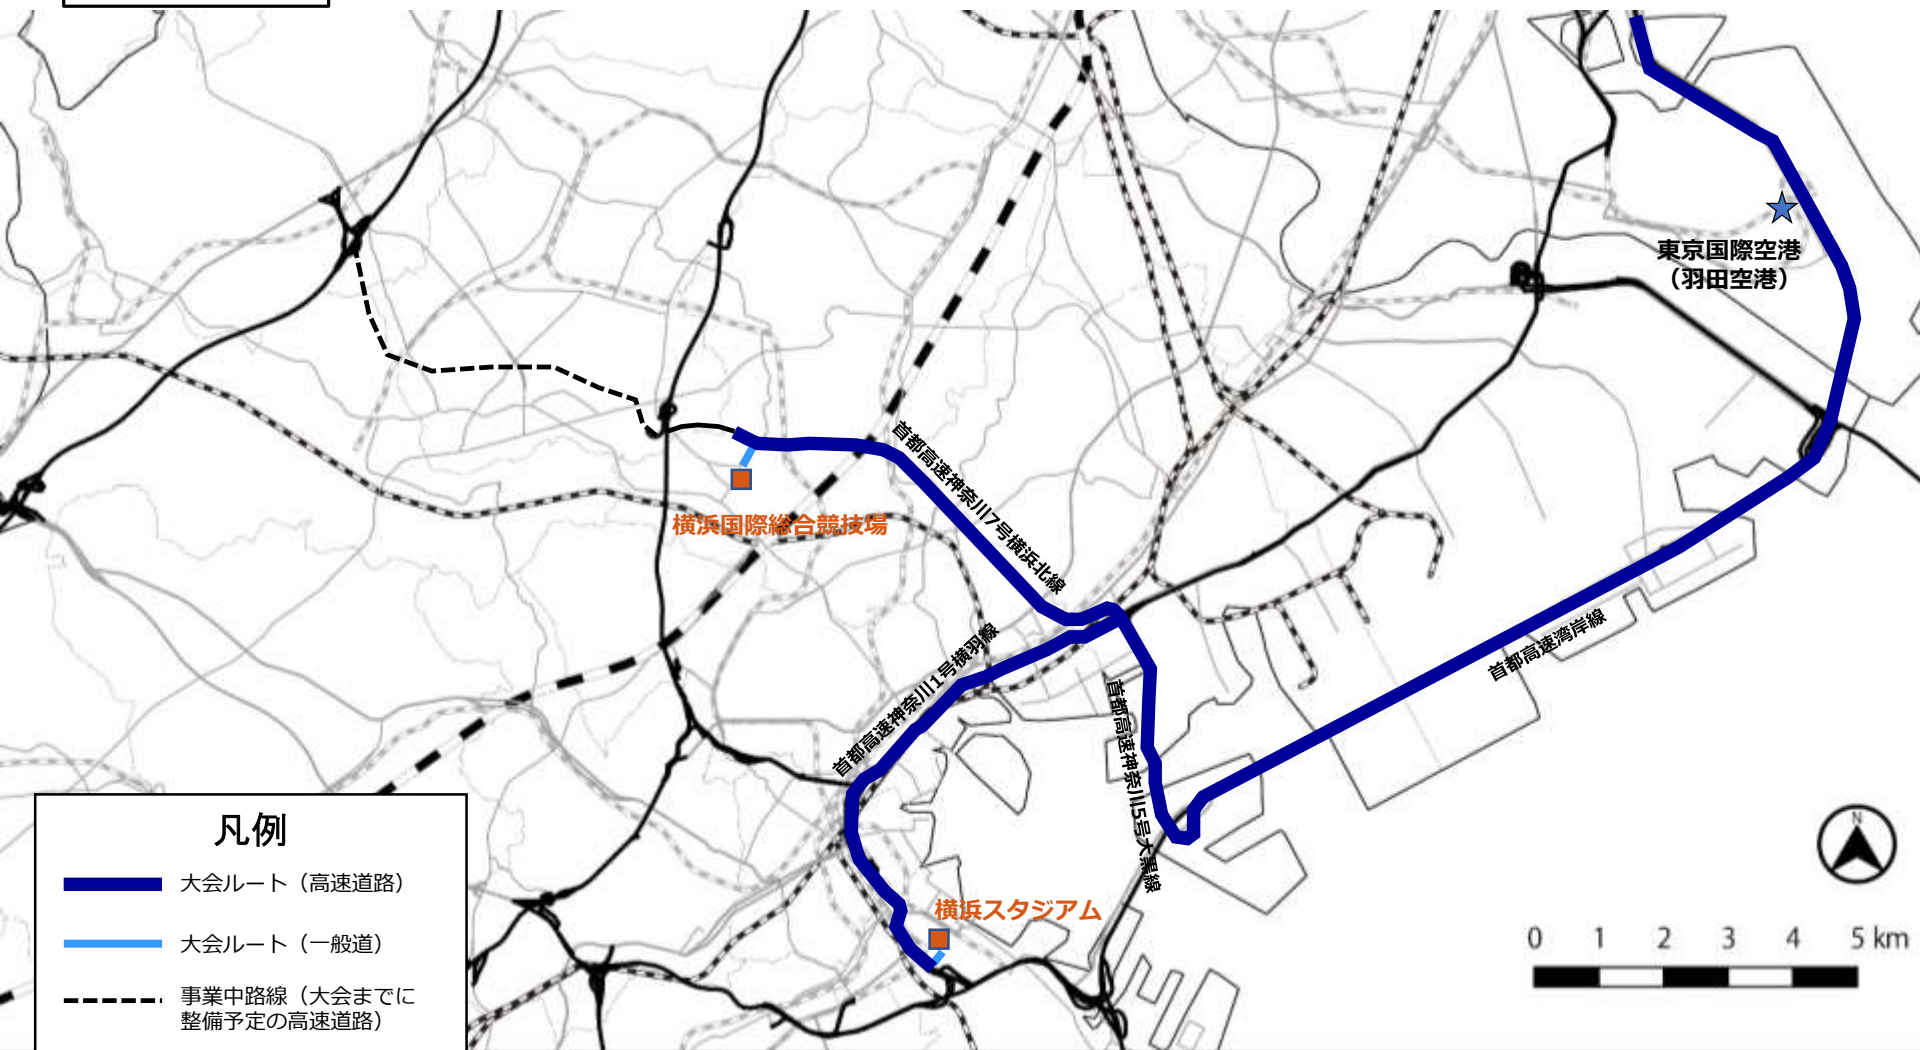 東京国際空港
（羽田空港）
首都高速神奈川7号横浜北線
横浜国際総合競技場
首都高速神奈川1号横羽線
首都高速湾岸線
首都高速神奈川5号大黒線
横浜スタジアム
凡例
大会ルート（高速道路）
大会ルート（一般道）
事業中路線（大会までに
整備予定の高速道路）
N
0 1 2 3 4 5 km